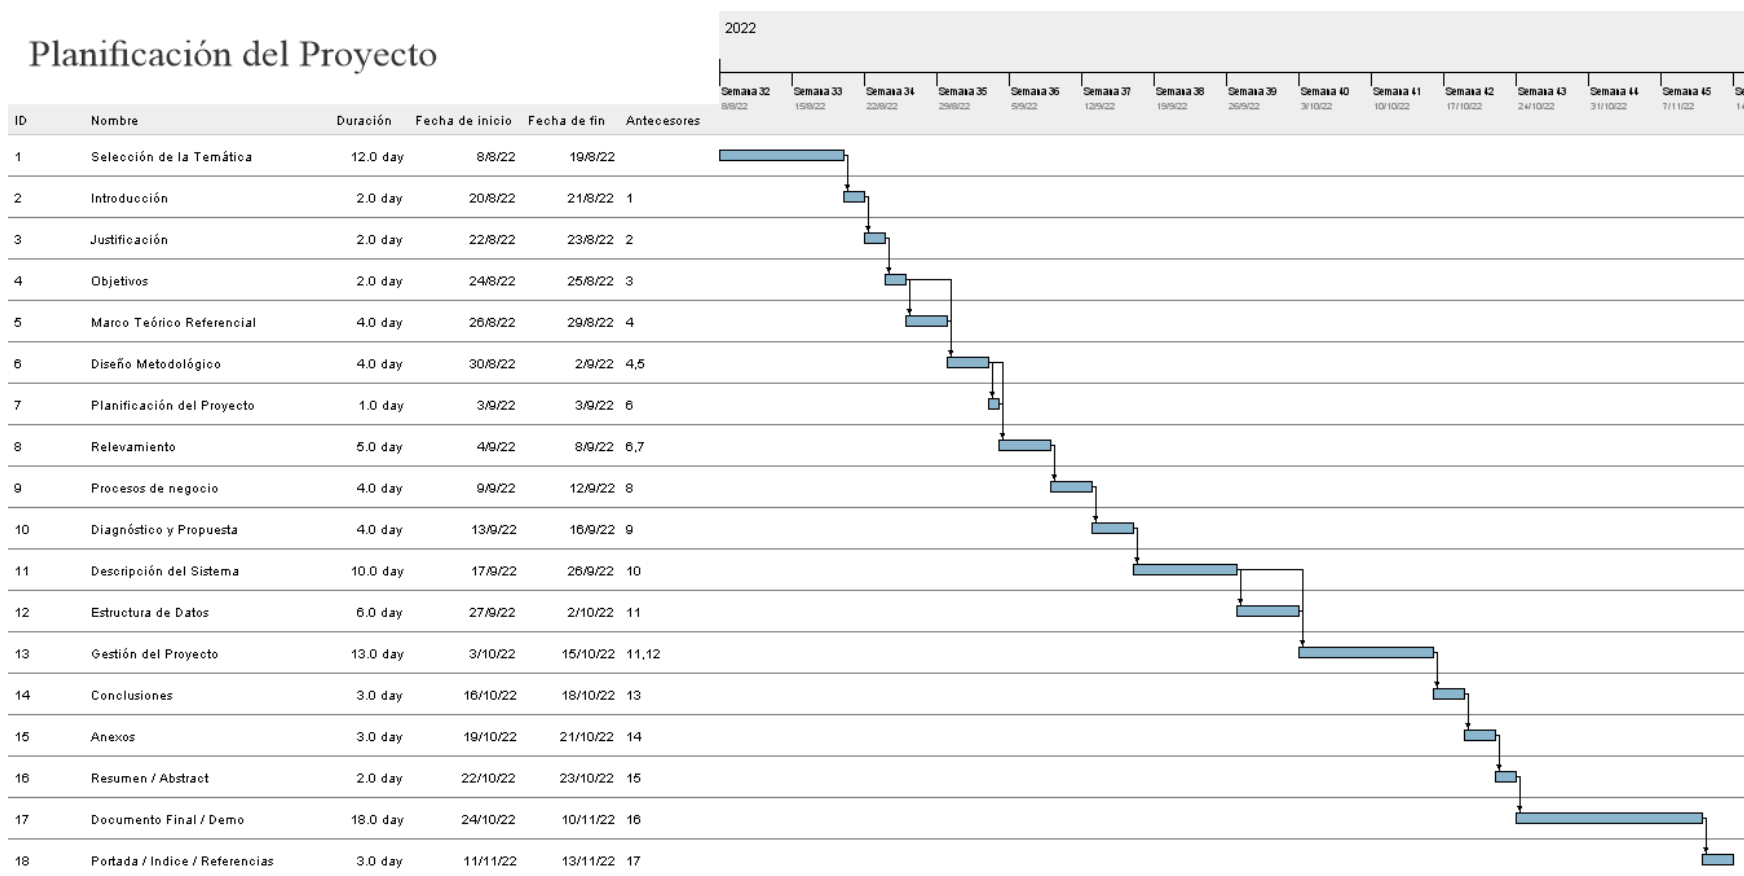 Planificación del Proyecto
2022
Semana 32 Semana 33 Semana 34 Semana 35 Semana 36 Semana 37 Semana 38 Semana 39 Semana 40 Semana 41 Semana 42 Semana 43 Semana 44 Semana 45 Se
8/8/22 15/8/22 22/8/22 29/8/22 5/9/22 12/9/22 19/9/22 26/9/22 3/10/22 10/10/22 17/10/22 24/10/22 31/10/22 7/11/22 14
ID Nombre Duración Fecha de inicio Fecha de fin Antecesores
1 Selección de la Temática 12.0 day 8/8/22 19/8/22
2 Introducción 2.0 day 20/8/22 21/8/22 1
3 Justificación 2.0 day 22/8/22 23/8/22 2
4 Objetivos 2.0 day 24/8/22 25/8/22 3
5 Marco Teórico Referencial 4.0 day 26/8/22 29/8/22 4
6 Diseño Metodológico 4.0 day 30/8/22 2/9/22 4,5
7 Planificación del Proyecto 1.0 day 3/9/22 3/9/22 6
8 Relevamiento 5.0 day 4/9/22 8/9/22 6,7
9 Procesos de negocio 4.0 day 9/9/22 12/9/22 8
10 Diagnóstico y Propuesta 4.0 day 13/9/22 16/9/22 9
11 Descripción del Sistema 10.0 day 17/9/22 26/9/22 10
12 Estructura de Datos 6.0 day 27/9/22 2/10/22 11
13 Gestión del Proyecto 13.0 day 3/10/22 15/10/22 11,12
14 Conclusiones 3.0 day 16/10/22 18/10/22 13
15 Anexos 3.0 day 19/10/22 21/10/22 14
16 Resumen / Abstract 2.0 day 22/10/22 23/10/22 15
17 Documento Final / Demo 18.0 day 24/10/22 10/11/22 16
18 Portada / Indice / Referencias 3.0 day 11/11/22 13/11/22 17